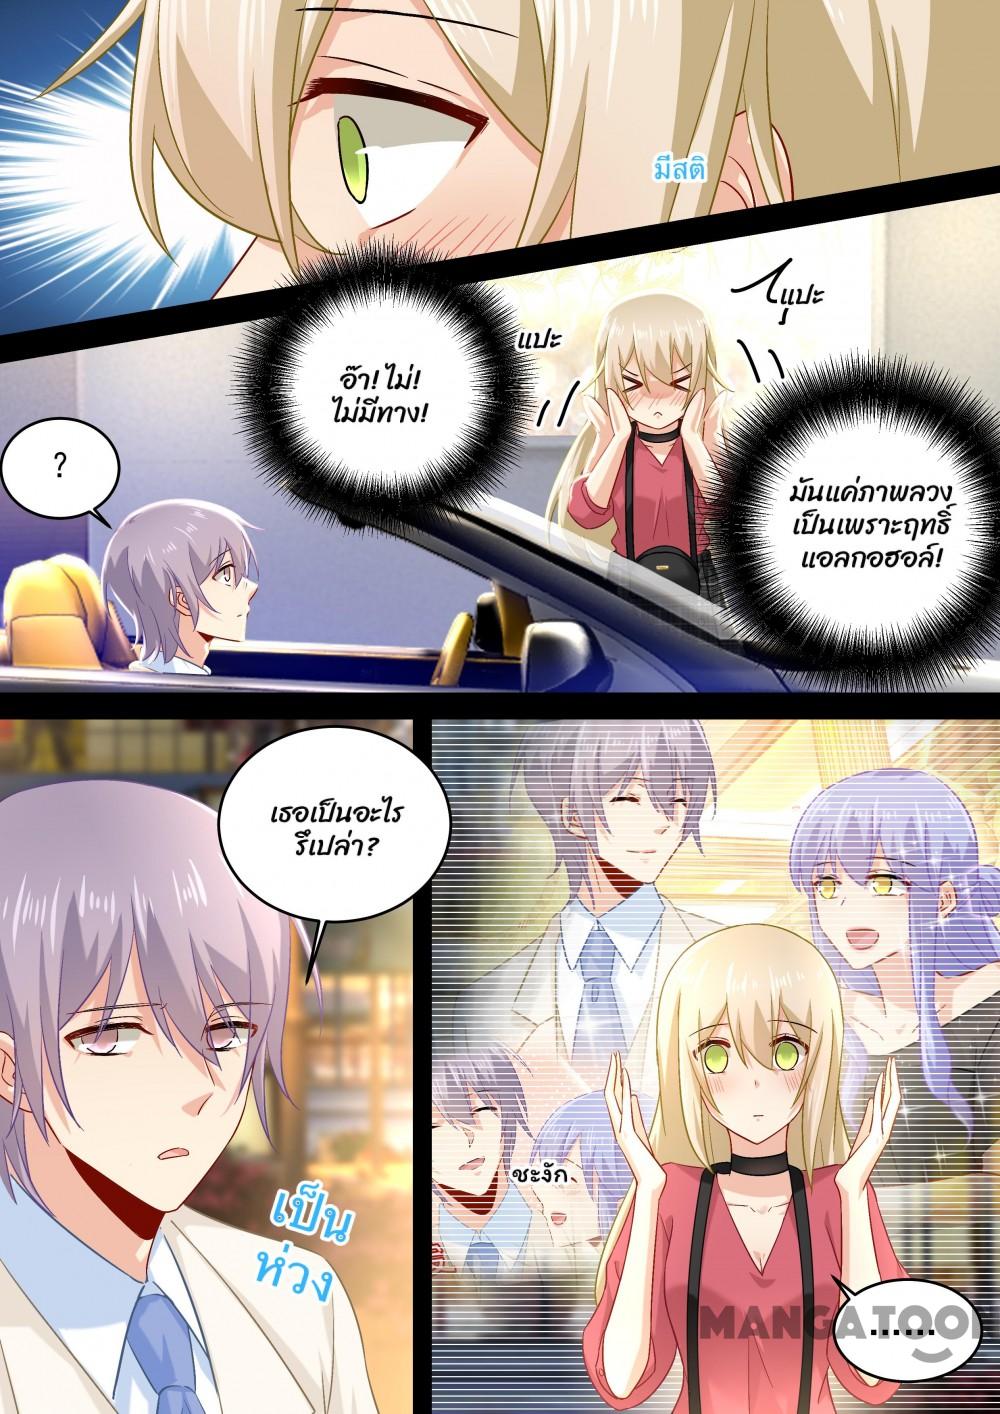 มีสติ
แปะ
แปะ
อ๊า! ไม่!
ไม่มีทาง!
?
มันแค่ภาพลวง
เป็นเพราะฤทธิ์
แอลกอฮอล์!
เธอเป็นอะไร
รึเปล่า?
เป็น
ห่วง
ชะงัก
.......
MANGATOON